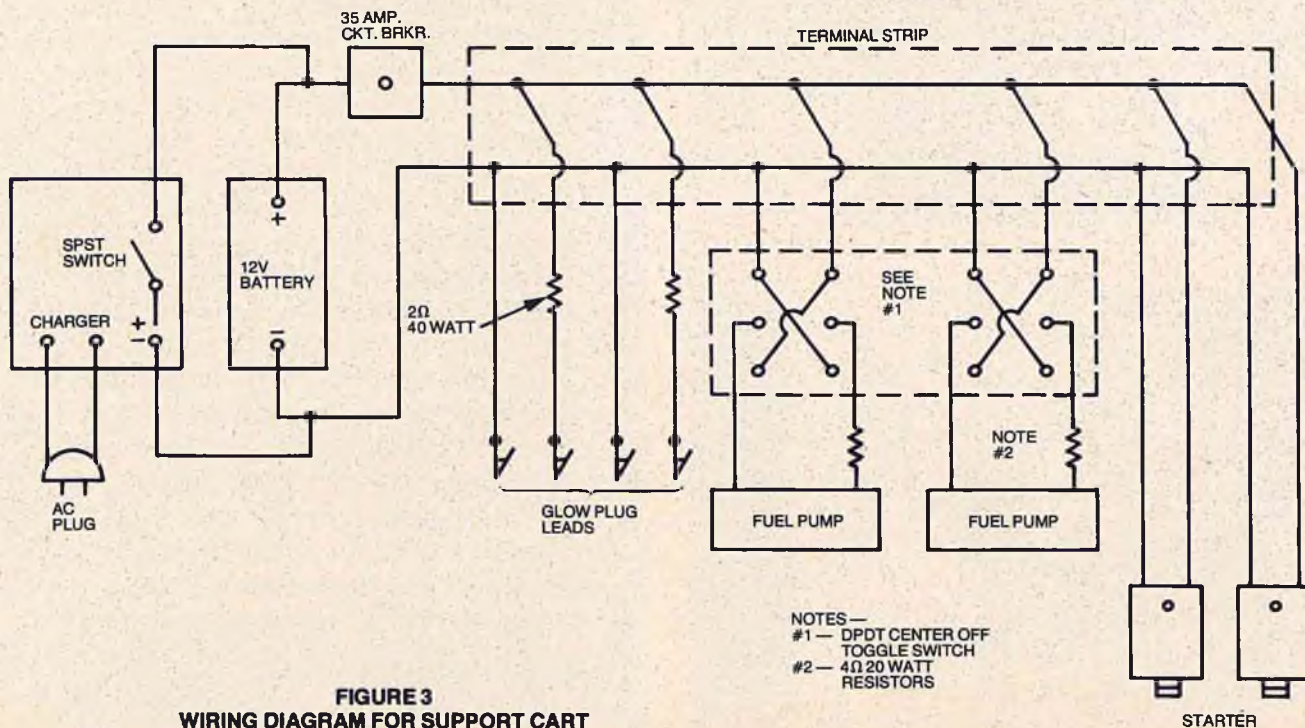 35 AMP.
CKT. BRKR.
TERMINAL STRIP
SPST
SWITCH
CHARGER
+
−
+
12V
BATTERY
−
2Ω
40 WATT
SEE
NOTE
#1
NOTE
#2
AC
PLUG
GLOW PLUG
LEADS
FUEL PUMP
FUEL PUMP
NOTES —
#1 — DPDT CENTER OFF
TOGGLE SWITCH
#2 — 4Ω 20 WATT
RESISTORS
STARTER
FIGURE 3
WIRING DIAGRAM FOR SUPPORT CART